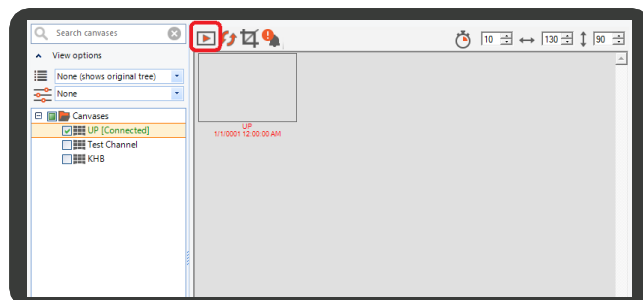 Search canvases
10
130
90
View options
None (shows original tree)
None
Canvases
UP [Connected]
Test Channel
KHB
UP
1/1/0001 12:00:00 AM